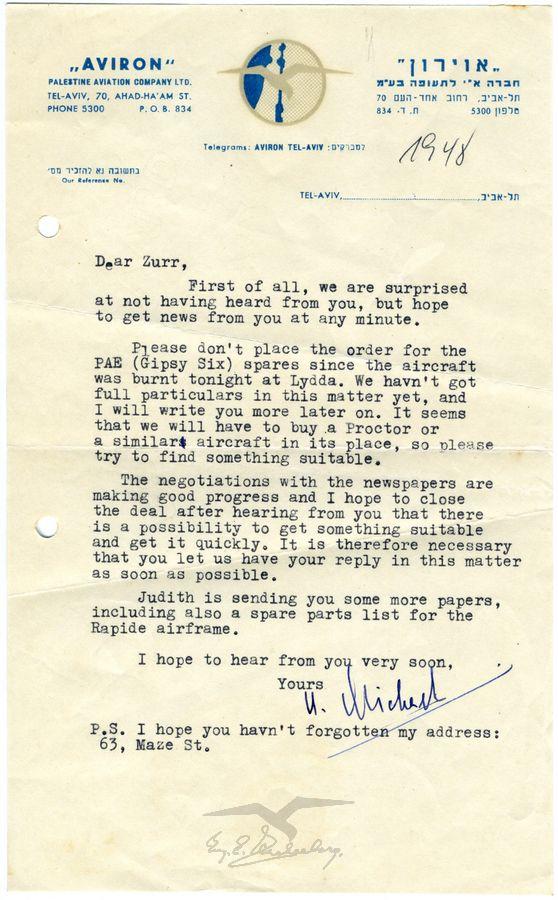 „AVIRON“
PALESTINE AVIATION COMPANY LTD.
TEL-AVIV, 70, AHAD-HA'AM ST.
PHONE 5300 P. O. B. 834
„אוירון“
חברה א״י לתעופה בע״מ
תל-אביב, רחוב אחד-העם 70
טלפון 5300 ת. ד. 834
Telegrams: AVIRON TEL-AVIV :למברקים
1948
בתשובה נא להזכיר מס׳
Our Reference No.
TEL-AVIV, תל-אביב,
Dear Zurr,
First of all, we are surprised
at not having heard from you, but hope
to get news from you at any minute.
Please don't place the order for the
PAE (Gipsy Six) spares since the aircraft
was burnt tonight at Lydda. We havn't got
full particulars in this matter yet, and
I will write you more later on. It seems
that we will have to buy a Proctor or
a similar aircraft in its place, so please
try to find something suitable.
The negotiations with the newspapers are
making good progress and I hope to close
the deal after hearing from you that there
is a possibility to get something suitable
and get it quickly. It is therefore necessary
that you let us have your reply in this matter
as soon as possible.
Judith is sending you some more papers,
including also a spare parts list for the
Rapide airframe.
I hope to hear from you very soon,
Yours
P.S. I hope you havn't forgotten my address:
63, Maze St.